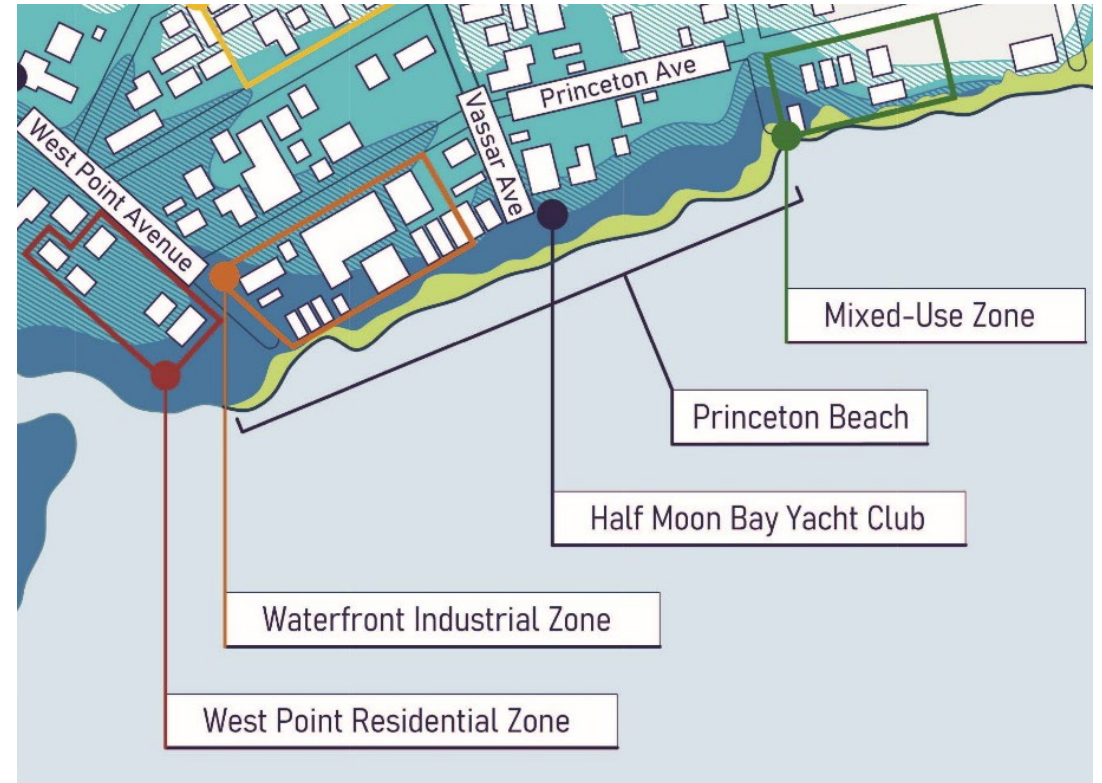 Princeton Ave
Vassar Ave
West Point Avenue
Mixed-Use Zone
Princeton Beach
Half Moon Bay Yacht Club
Waterfront Industrial Zone
West Point Residential Zone